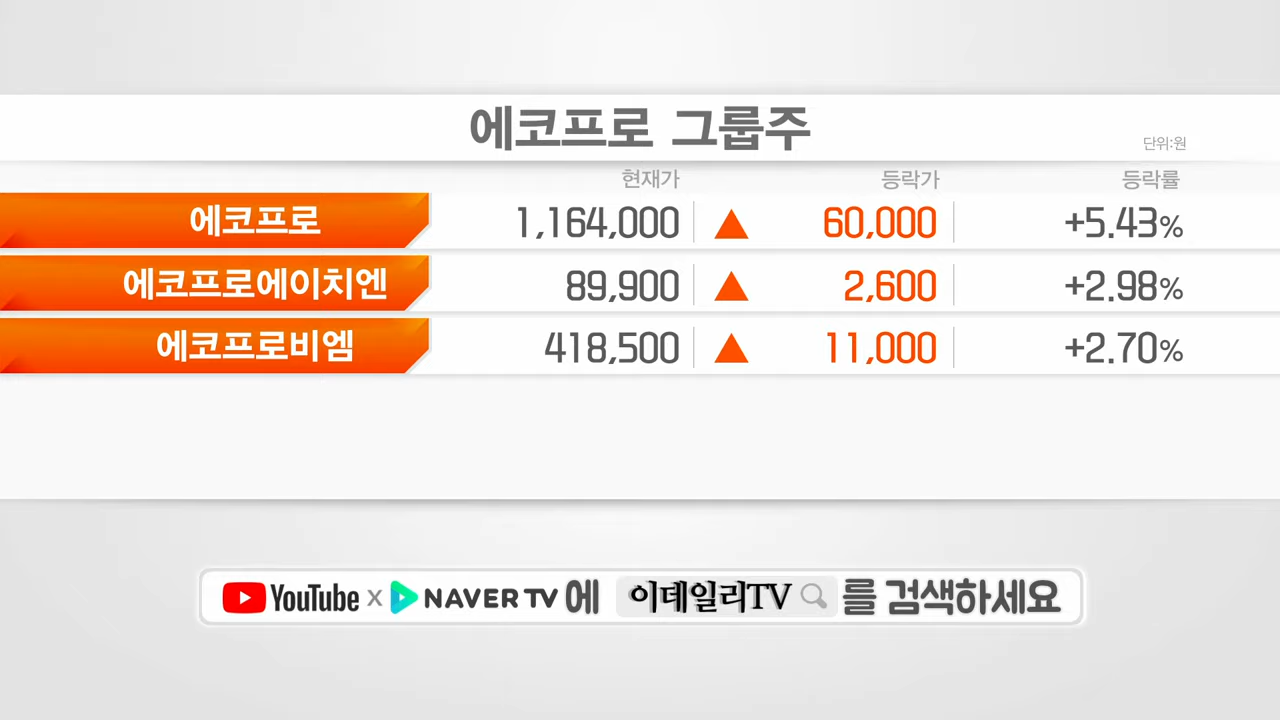 에코프로 그룹주
단위:원
현재가 등락가 등락률
에코프로 1,164,000 ▲ 60,000 +5.43%
에코프로에이치엔 89,900 ▲ 2,600 +2.98%
에코프로비엠 418,500 ▲ 11,000 +2.70%
YouTube x NAVER TV에 이데일리TV 를 검색하세요